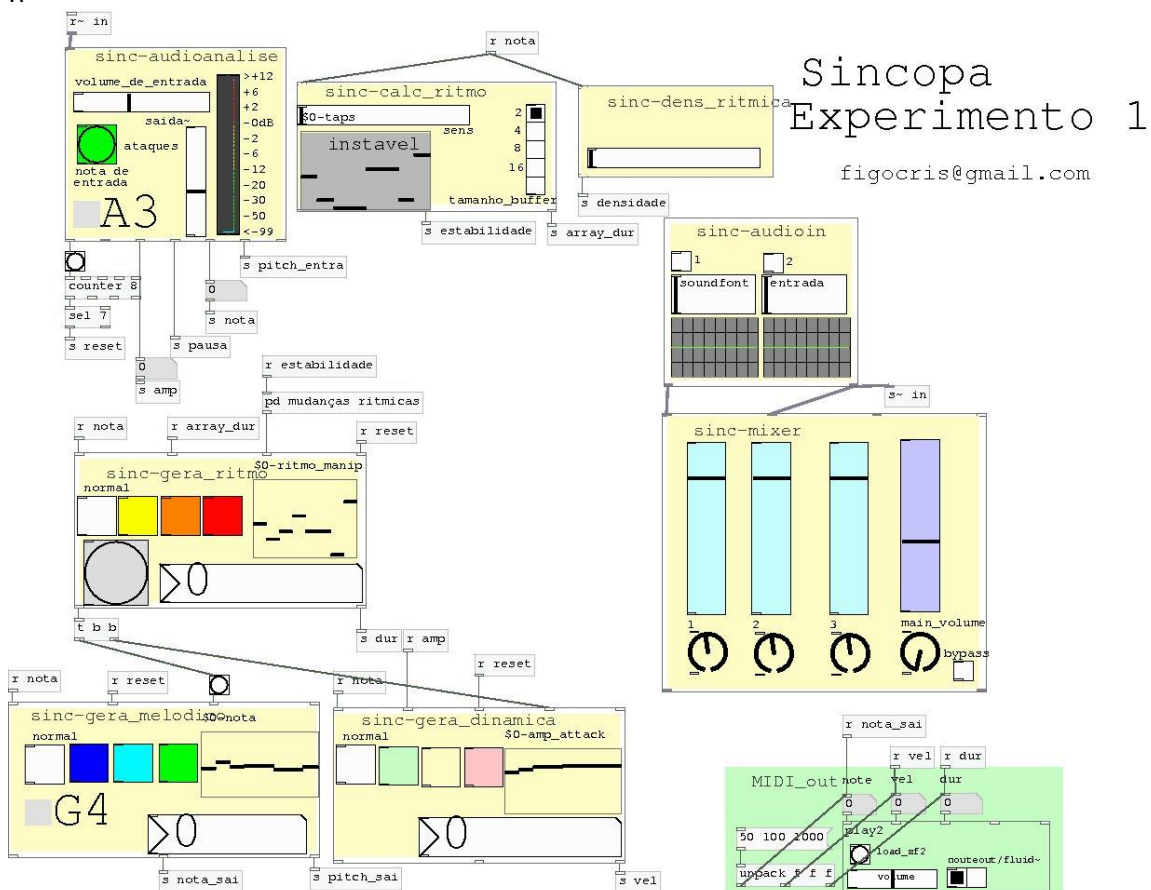 r~ in
sinc-audioanalise
volume_de_entrada
saida~
ataques
nota de
entrada
A3
>+12
+6
+2
-0dB
-2
-6
-12
-20
-30
-50
<-99
counter 8
sel 7
s reset
0
s amp
s pausa
0
s nota
s pitch_entra
r nota
sinc-calc_ritmo
$0-taps
sens
instavel
2
4
8
16
tamanho_buffer
s estabilidade
s array_dur
sinc-dens_ritmica
s densidade
Sincopa
Experimento 1
figocris@gmail.com
sinc-audioin
1
2
soundfont
entrada
s~ in
sinc-mixer
1
2
3
main_volume
bypass
r estabilidade
pd mudanças ritmicas
r nota
r array_dur
r reset
sinc-gera_ritmo
$0-ritmo_manip
normal
0
t b b
s dur
r amp
r nota
r reset
sinc-gera_melodi
$0-nota
normal
G4
0
s nota_sai
s pitch_sai
r nota
r reset
sinc-gera_dinamica
$0-amp_attack
normal
0
s vel
r nota_sai
r vel
r dur
MIDI_out
note
vel
dur
0
0
0
50 100 1000
unpack f f f
play2
load_mf2
volume
nouteout/fluid~